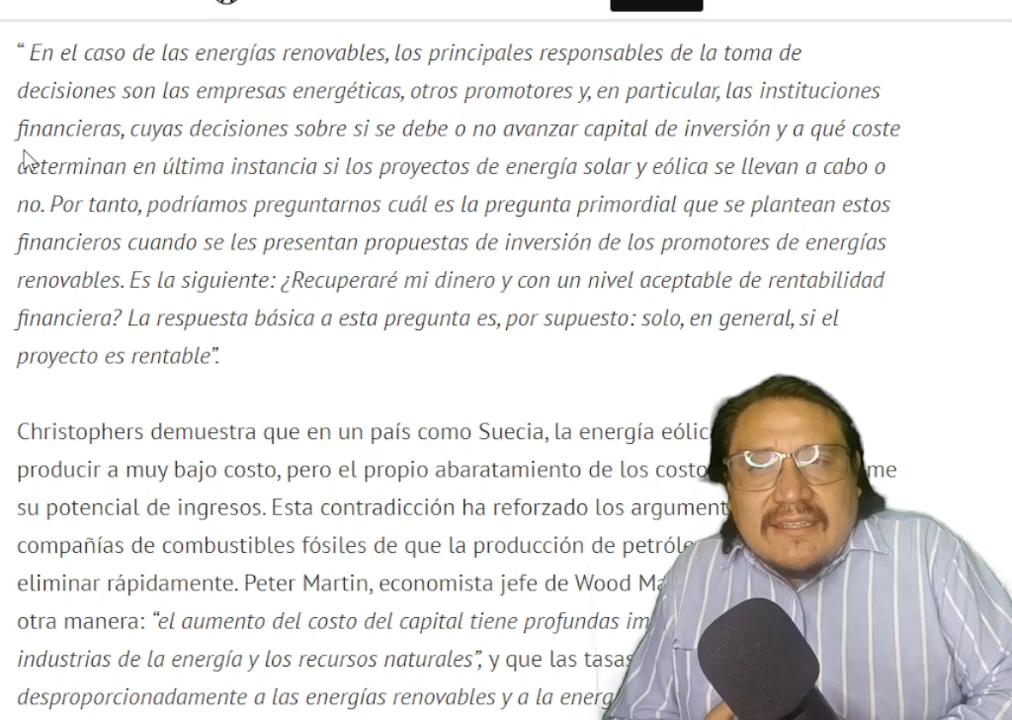 “ En el caso de las energías renovables, los principales responsables de la toma de
decisiones son las empresas energéticas, otros promotores y, en particular, las instituciones
financieras, cuyas decisiones sobre si se debe o no avanzar capital de inversión y a qué coste
determinan en última instancia si los proyectos de energía solar y eólica se llevan a cabo o
no. Por tanto, podríamos preguntarnos cuál es la pregunta primordial que se plantean estos
financieros cuando se les presentan propuestas de inversión de los promotores de energías
renovables. Es la siguiente: ¿Recuperaré mi dinero y con un nivel aceptable de rentabilidad
financiera? La respuesta básica a esta pregunta es, por supuesto: solo, en general, si el
proyecto es rentable”.
Christophers demuestra que en un país como Suecia, la energía
producir a muy bajo costo, pero el propio abaratamiento de los
su potencial de ingresos. Esta contradicción ha reforzado los
compañías de combustibles fósiles de que la producción de
eliminar rápidamente. Peter Martin, economista jefe de Wood
otra manera: “el aumento del costo del capital tiene profundas
industrias de la energía y los recursos naturales”, y que las tasas
desproporcionadamente a las energías renovables y a la